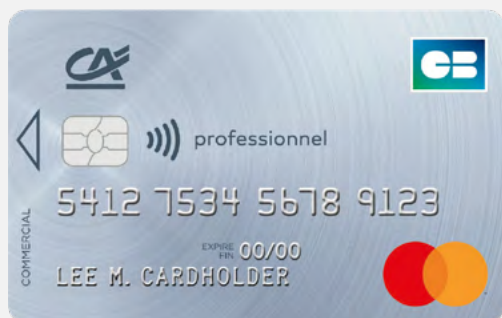 CA
CB
professionnel
5412 7534 5678 9123
COMMERCIAL
EXPIRE
FIN 00/00
LEE M. CARDHOLDER